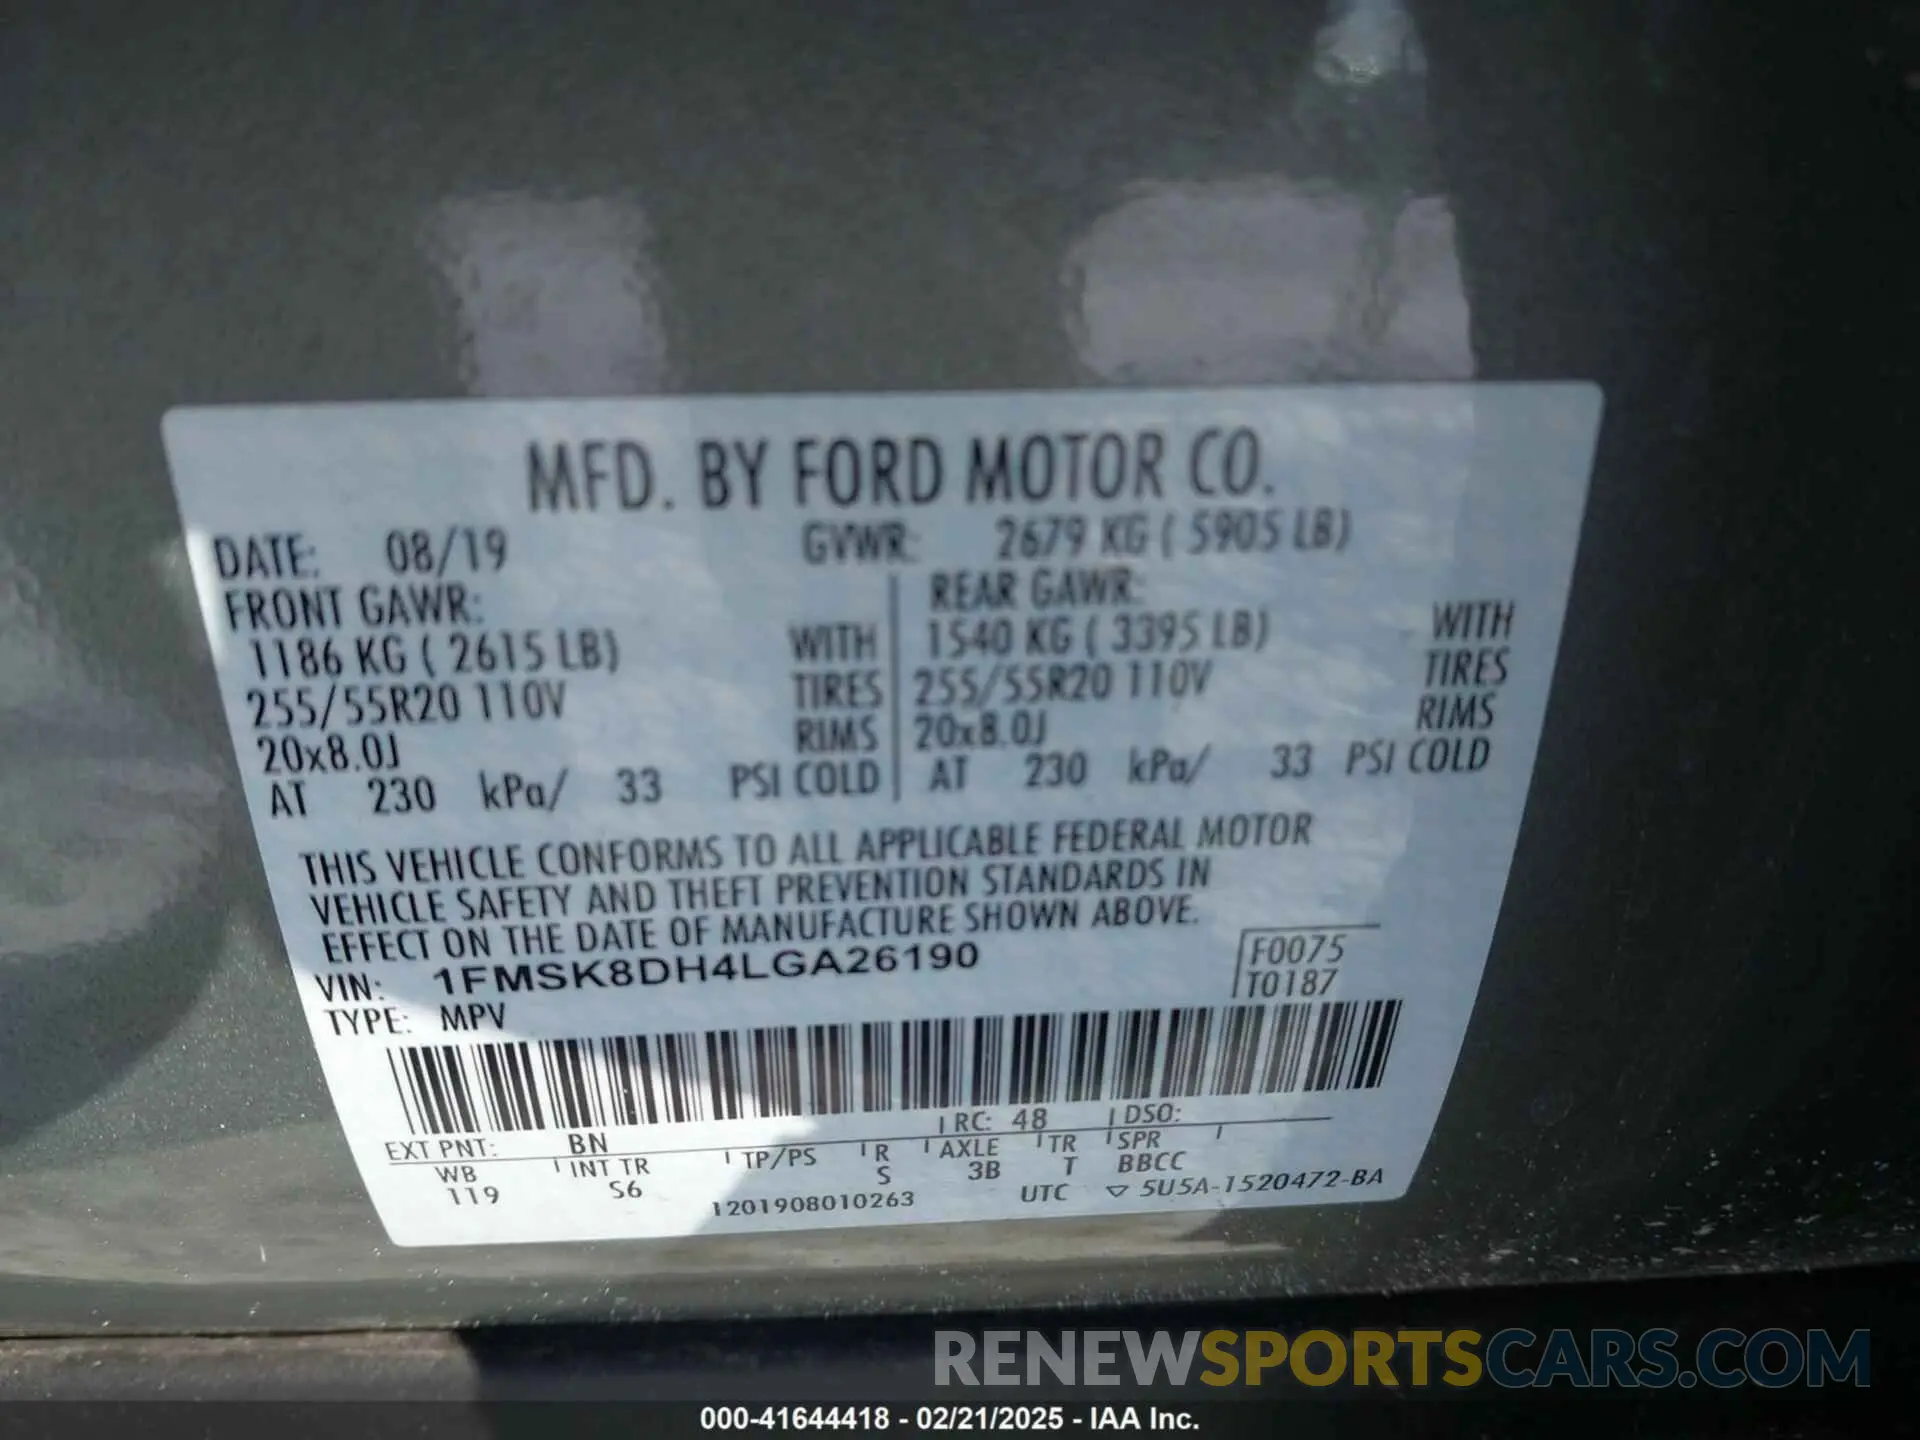 MFD. BY FORD MOTOR CO.
DATE: 08/19 GVWR: 2679 KG ( 5905 LB)
FRONT GAWR: REAR GAWR:
1186 KG ( 2615 LB) WITH 1540 KG ( 3395 LB) WITH
255/55R20 110V TIRES 255/55R20 110V TIRES
20x8.0J RIMS 20x8.0J RIMS
AT 230 kPa/ 33 PSI COLD AT 230 kPa/ 33 PSI COLD
THIS VEHICLE CONFORMS TO ALL APPLICABLE FEDERAL MOTOR
VEHICLE SAFETY AND THEFT PREVENTION STANDARDS IN
EFFECT ON THE DATE OF MANUFACTURE SHOWN ABOVE.
VIN: 1FMSK8DH4LGA26190 F0075
TYPE: MPV T0187
EXT PNT: BN RC: 48 DSO:
WB INT TR TP/PS R AXLE TR SPR
119 S6 S 3B T BBCC
1201908010263 UTC ▽ 5U5A-1520472-BA
RENEWSPORTSCARS.COM
000-41644418 - 02/21/2025 - IAA Inc.